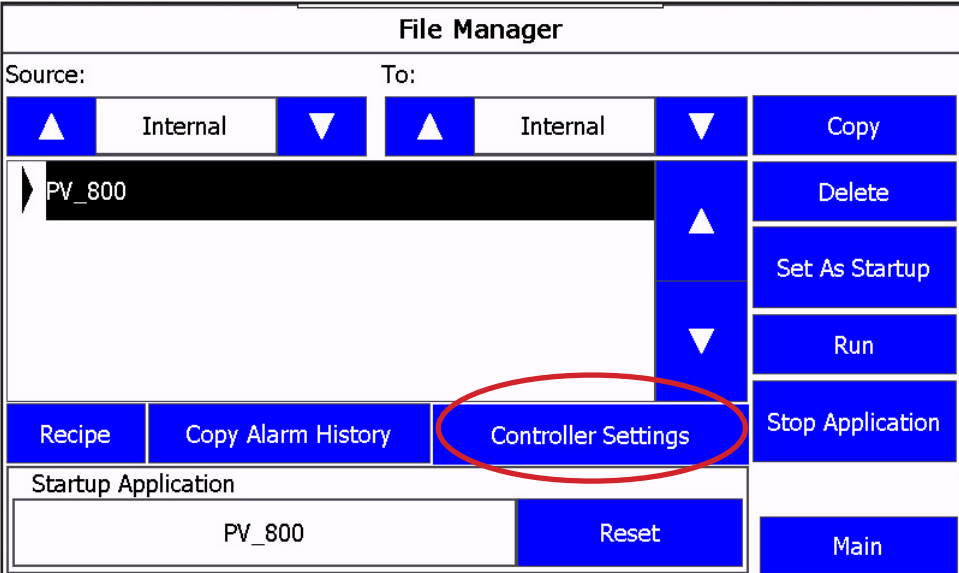 File Manager
Source:
To:
Internal
Internal
Copy
PV_800
Delete
Set As Startup
Run
Recipe
Copy Alarm History
Controller Settings
Stop Application
Startup Application
PV_800
Reset
Main